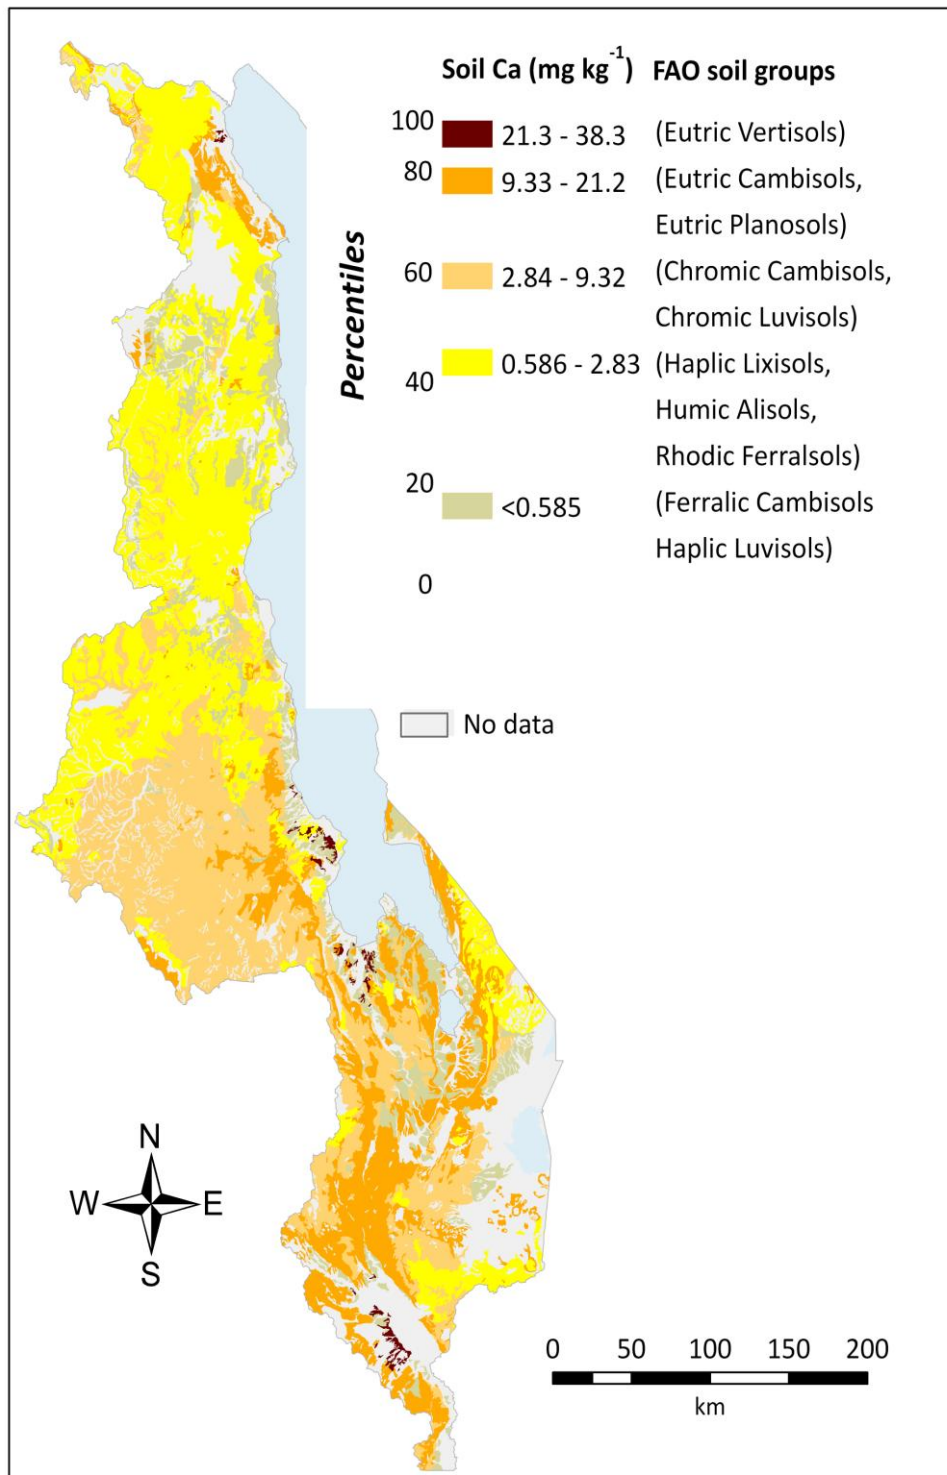 Soil Ca (mg kg⁻¹) FAO soil groups
Percentiles
100
21.3 - 38.3 (Eutric Vertisols)
80
9.33 - 21.2 (Eutric Cambisols,
Eutric Planosols)
60
2.84 - 9.32 (Chromic Cambisols,
Chromic Luvisols)
40
0.586 - 2.83 (Haplic Lixisols,
Humic Alisols,
Rhodic Ferralsols)
20
<0.585 (Ferralic Cambisols
Haplic Luvisols)
0
No data
N
W E
S
0 50 100 150 200
km